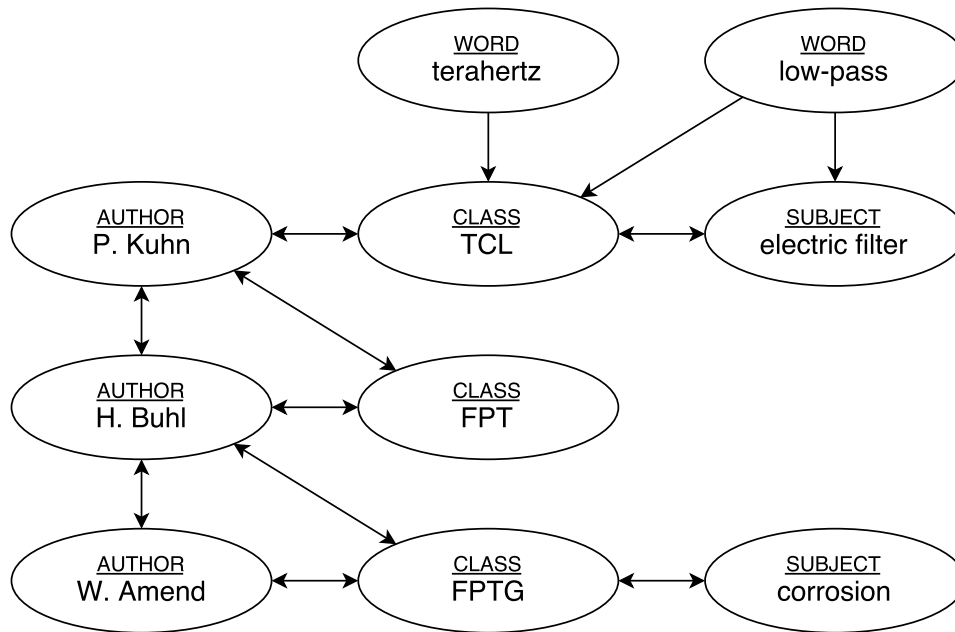 WORD
terahertz
WORD
low-pass
AUTHOR
P. Kuhn
CLASS
TCL
SUBJECT
electric filter
AUTHOR
H. Buhl
CLASS
FPT
AUTHOR
W. Amend
CLASS
FPTG
SUBJECT
corrosion